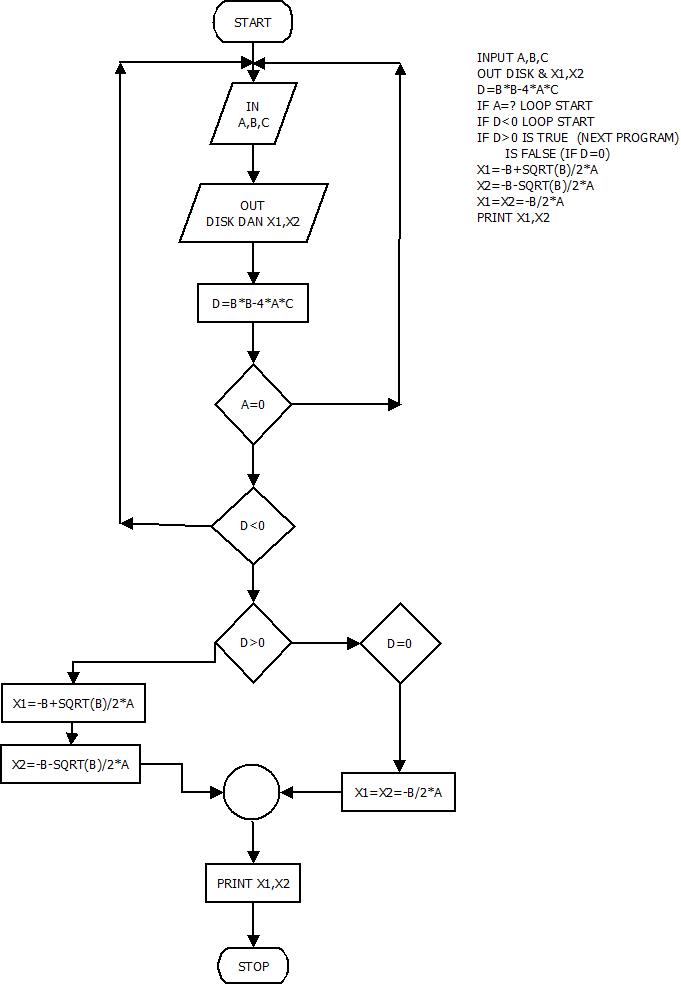 START
IN
A,B,C
OUT
DISK DAN X1,X2
D=B*B-4*A*C
A=0
D<0
D>0
D=0
X1=-B+SQRT(B)/2*A
X2=-B-SQRT(B)/2*A
X1=X2=-B/2*A
PRINT X1,X2
STOP
INPUT A,B,C
OUT DISK & X1,X2
D=B*B-4*A*C
IF A=? LOOP START
IF D<0 LOOP START
IF D>0 IS TRUE (NEXT PROGRAM)
IS FALSE (IF D=0)
X1=-B+SQRT(B)/2*A
X2=-B-SQRT(B)/2*A
X1=X2=-B/2*A
PRINT X1,X2